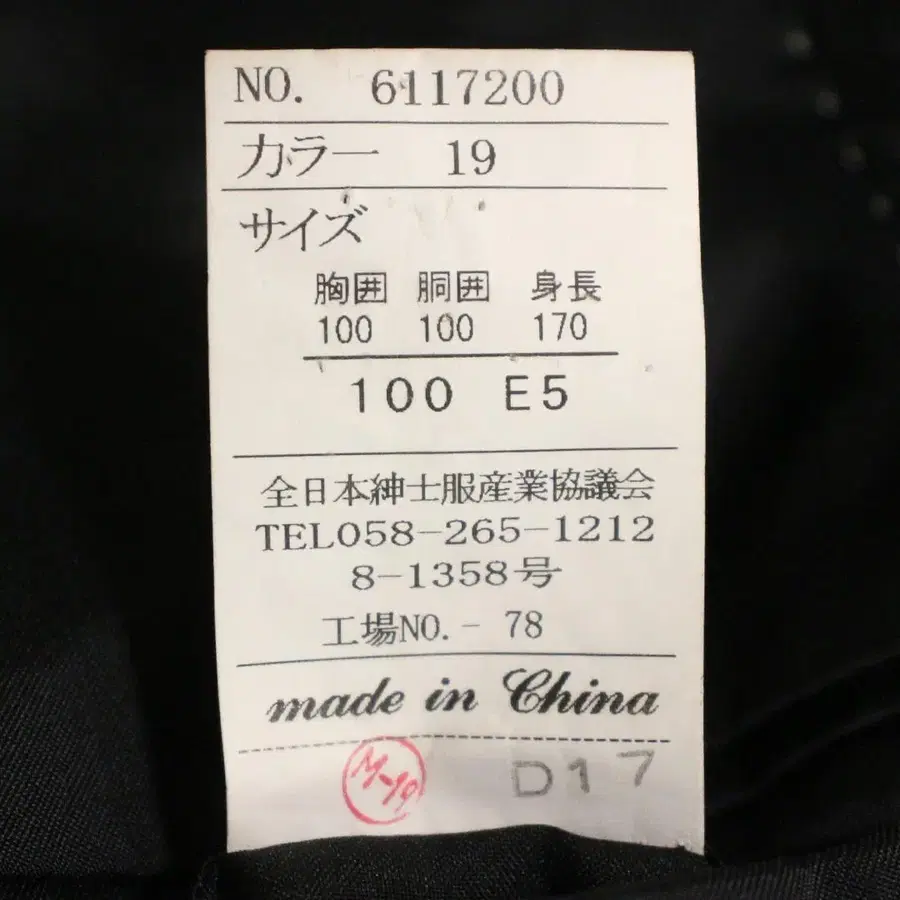 NO. 6117200
カラー 19
サイズ
胸囲 胴囲 身長
100 100 170
100 E5
全日本紳士服産業協議会
TEL058-265-1212
8-1358号
工場NO.- 78
made in China
M-19
D17